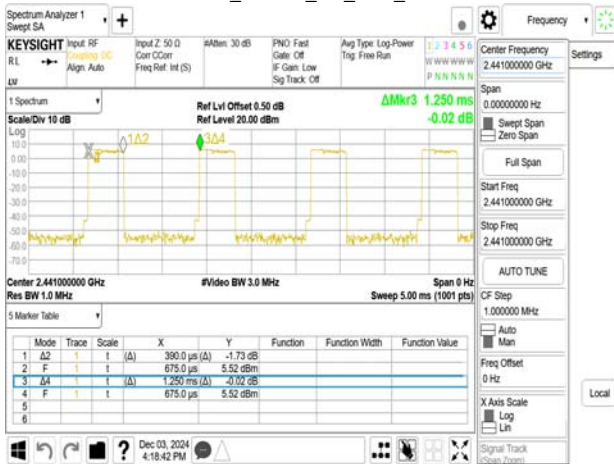 Spectrum Analyzer 1
Swept SA
+
Frequency
KEYSIGHT
Input: RF
Coupling: DC
Align: Auto
Input Z: 50 Ω
Corr CCorr
Freq Ref: Int (S)
#Atten: 30 dB
PNO: Fast
Gate: Off
IF Gain: Low
Sig Track: Off
Avg Type: Log-Power
Trig: Free Run
1 2 3 4 5 6
W W W W W W
P N N N N N
RL
LV
1 Spectrum
Scale/Div 10 dB
Ref Lvl Offset 0.50 dB
Ref Level 20.00 dBm
ΔMkr3 1.250 ms
-0.02 dB
Log
10.0
0.00
-10.0
-20.0
-30.0
-40.0
-50.0
-60.0
-70.0
1Δ2
3Δ4
Center 2.441000000 GHz
Res BW 1.0 MHz
#Video BW 3.0 MHz
Span 0 Hz
Sweep 5.00 ms (1001 pts)
5 Marker Table
Mode Trace Scale X Y Function Function Width Function Value
1 Δ2 1 t (Δ) 390.0 µs (Δ) -1.73 dB
2 F 1 t 675.0 µs 5.52 dBm
3 Δ4 1 t (Δ) 1.250 ms (Δ) -0.02 dB
4 F 1 t 675.0 µs 5.52 dBm
5
6
?
Dec 03, 2024
4:18:42 PM
Center Frequency
2.441000000 GHz
Span
0.00000000 Hz
Swept Span
Zero Span
Full Span
Start Freq
2.441000000 GHz
Stop Freq
2.441000000 GHz
AUTO TUNE
CF Step
1.000000 MHz
Auto
Man
Freq Offset
0 Hz
X Axis Scale
Log
Lin
Signal Track
(Span Zoom)
Settings
Local